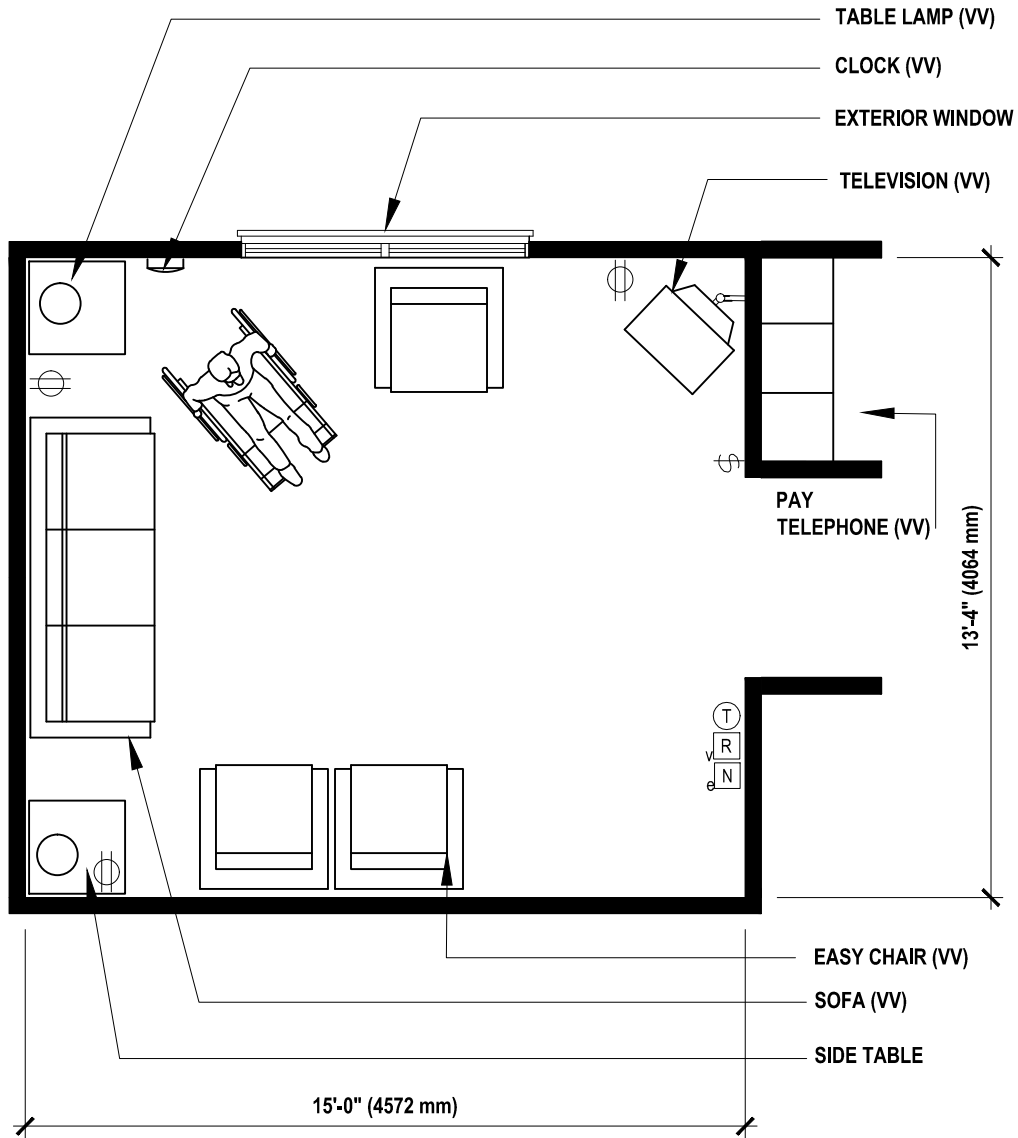 TABLE LAMP (VV)
CLOCK (VV)
EXTERIOR WINDOW
TELEVISION (VV)
PAY
TELEPHONE (VV)
13'-4" (4064 mm)
T
v R
e N
EASY CHAIR (VV)
SOFA (VV)
SIDE TABLE
15'-0" (4572 mm)